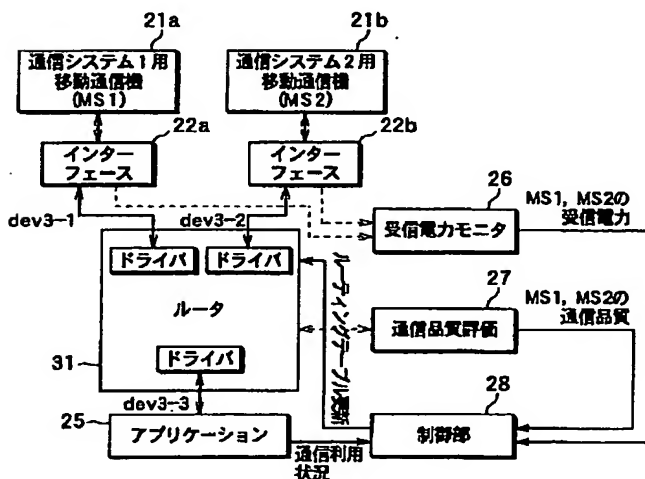 21a
21b
通信システム1用
移動通信機
(MS1)
通信システム2用
移動通信機
(MS2)
22a
22b
インター
フェース
インター
フェース
26
MS1, MS2の
受信電力
dev3-1
dev3-2
受信電力モニタ
ドライバ
ドライバ
ルータ
ルーティングテーブル更新
27
MS1, MS2の
通信品質
通信品質評価
31
ドライバ
dev3-3
28
25
アプリケーション
制御部
通信利用
状況